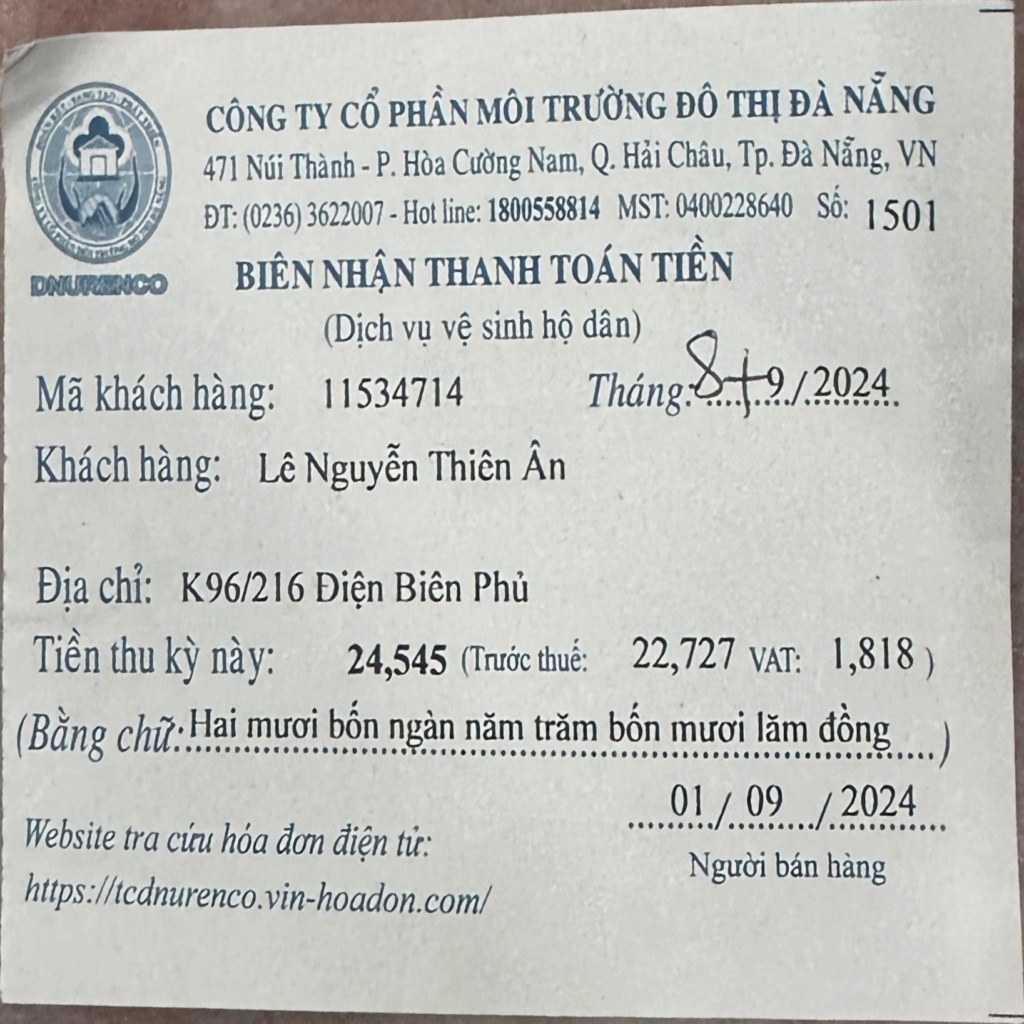 CÔNG TY CỔ PHẦN MÔI TRƯỜNG ĐÔ THỊ ĐÀ NẴNG
471 Núi Thành - P. Hòa Cường Nam, Q. Hải Châu, Tp. Đà Nẵng, VN
ĐT: (0236) 3622007 - Hot line: 1800558814 MST: 0400228640 Số: 1501
DNURENCO
BIÊN NHẬN THANH TOÁN TIỀN
(Dịch vụ vệ sinh hộ dân)
Mã khách hàng: 11534714 Tháng: 8+9/2024
Khách hàng: Lê Nguyễn Thiên Ân
Địa chỉ: K96/216 Điện Biên Phủ
Tiền thu kỳ này: 24,545 (Trước thuế: 22,727 VAT: 1,818 )
(Bằng chữ: Hai mươi bốn ngàn năm trăm bốn mươi lăm đồng )
01 / 09 / 2024
Người bán hàng
Website tra cứu hóa đơn điện tử:
https://tcdnurenco.vin-hoadon.com/